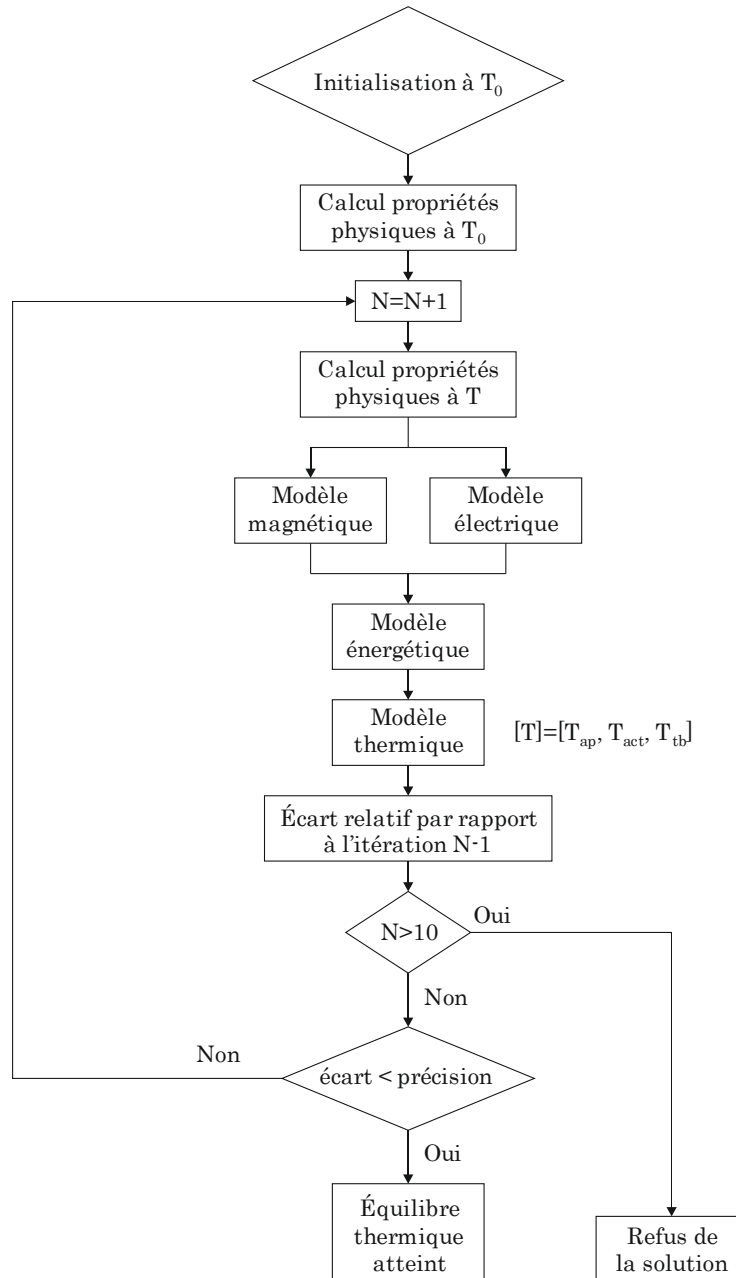 Initialisation à T0
Calcul propriétés
physiques à T0
N=N+1
Calcul propriétés
physiques à T
Modèle
magnétique
Modèle
électrique
Modèle
énergétique
Modèle
thermique
[T]=[Tap, Tact, Ttb]
Écart relatif par rapport
à l'itération N-1
N>10
Oui
Non
écart < précision
Non
Oui
Équilibre
thermique
atteint
Refus de
la solution